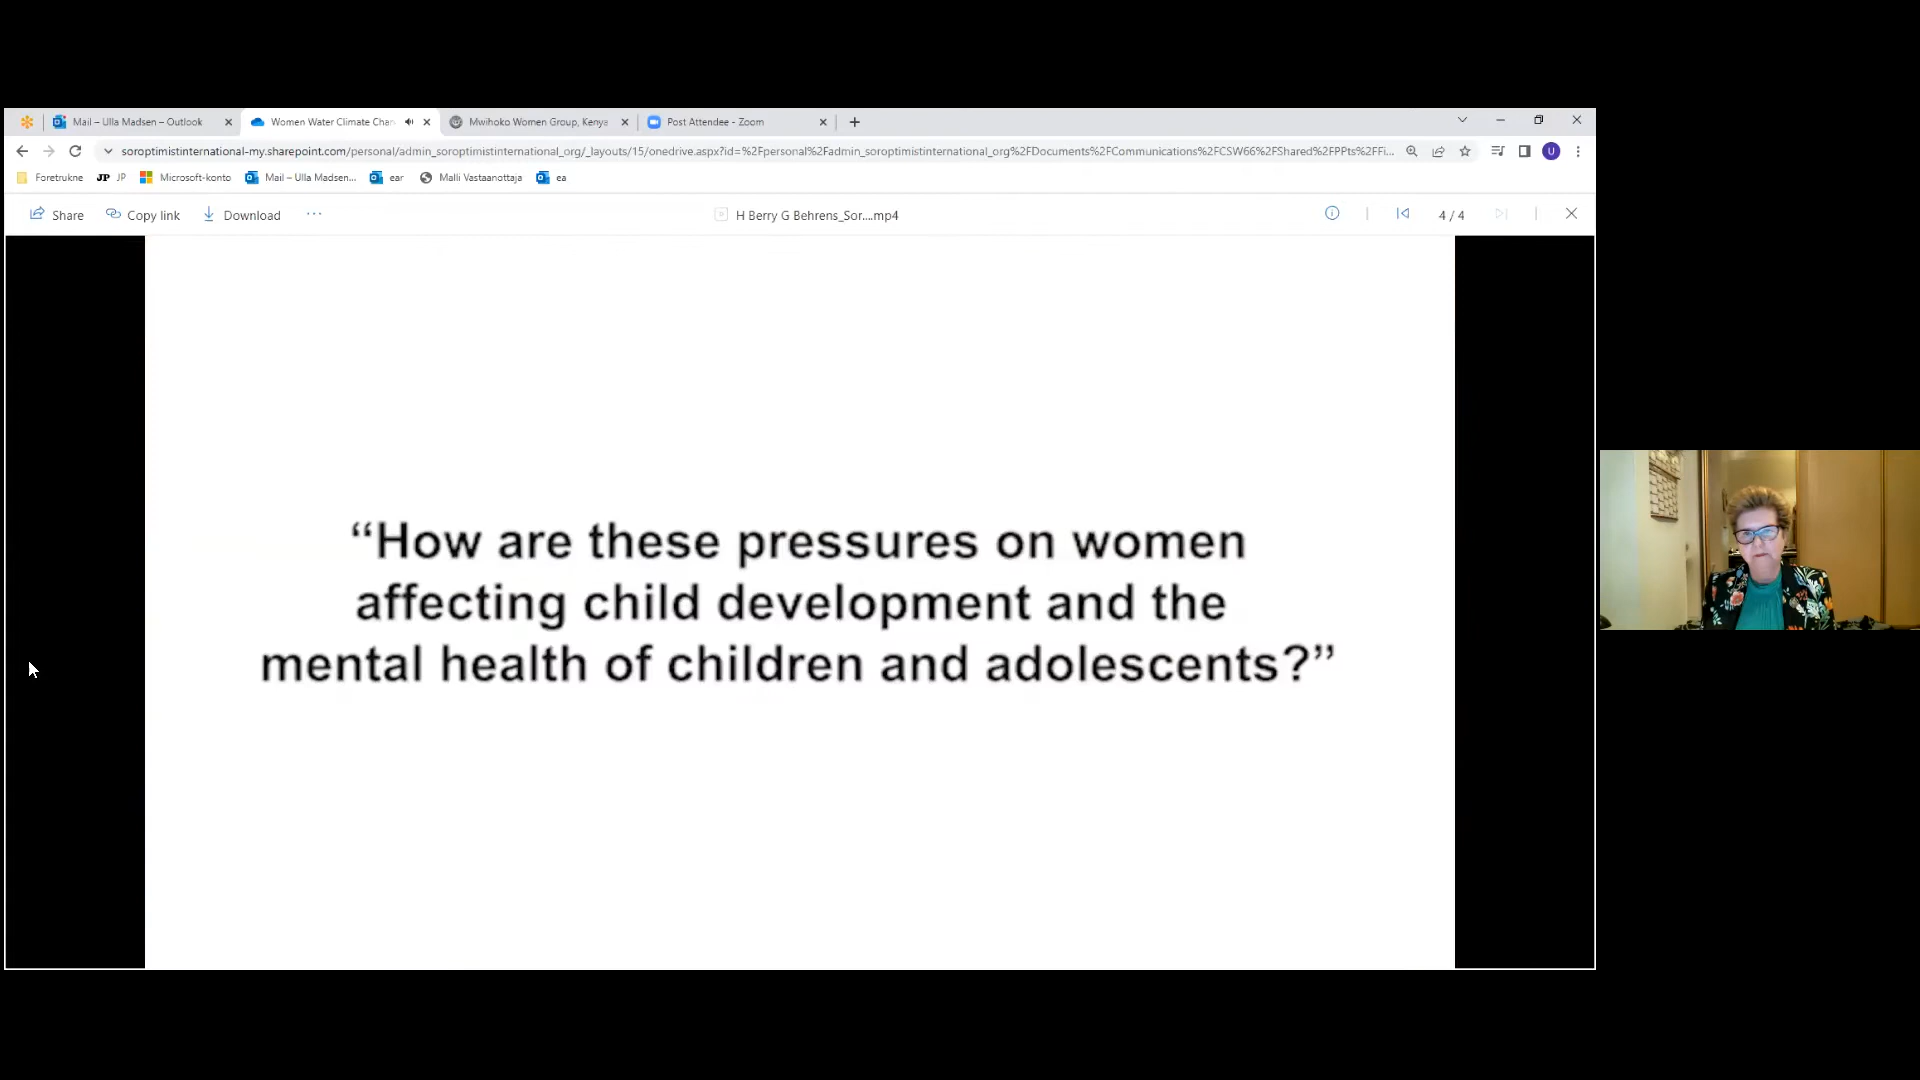 Mail – Ulla Madsen – Outlook
Women Water Climate Chan
Mwihoko Women Group, Kenya
Post Attendee - Zoom
soroptimistinternational-my.sharepoint.com/personal/admin_soroptimistinternational_org/_layouts/15/onedrive.aspx?id=%2Fpersonal%2Fadmin_soroptimistinternational_org%2FDocuments%2FCommunications%2FCSW66%2FShared%2FPPts%2FFi...
U
Foretrukne
JP JP
Microsoft-konto
Mail – Ulla Madsen...
ear
Malli Vastaanottaja
ea
Share
Copy link
Download
...
H Berry G Behrens_Sor....mp4
4 / 4
“How are these pressures on women
affecting child development and the
mental health of children and adolescents?”